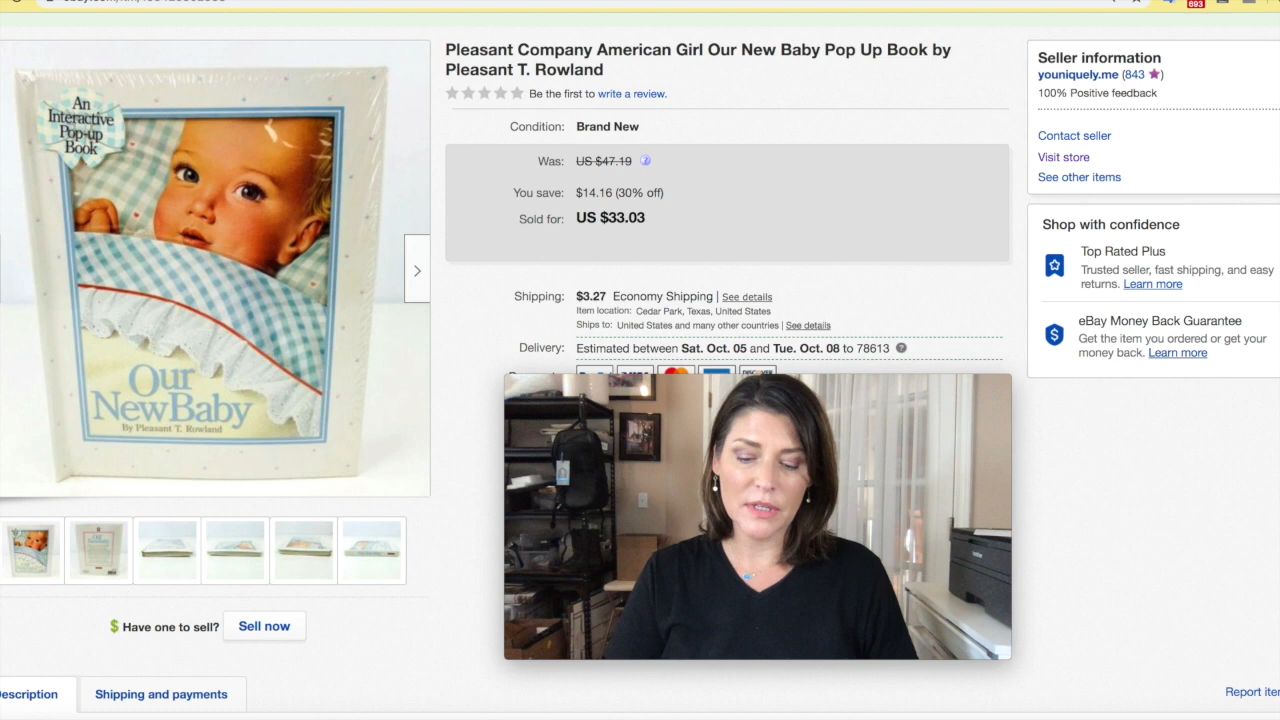 693
Pleasant Company American Girl Our New Baby Pop Up Book by
Pleasant T. Rowland
Be the first to write a review.
Condition: Brand New
Was: US $47.19
You save: $14.16 (30% off)
Sold for: US $33.03
Shipping: $3.27 Economy Shipping | See details
Item location: Cedar Park, Texas, United States
Ships to: United States and many other countries | See details
Delivery: Estimated between Sat. Oct. 05 and Tue. Oct. 08 to 78613
An
Interactive
Pop-up
Book
Our
New Baby
By Pleasant T. Rowland
Have one to sell? Sell now
Shipping and payments
Seller information
youniquely.me (843)
100% Positive feedback
Contact seller
Visit store
See other items
Shop with confidence
Top Rated Plus
Trusted seller, fast shipping, and easy
returns. Learn more
eBay Money Back Guarantee
Get the item you ordered or get your
money back. Learn more